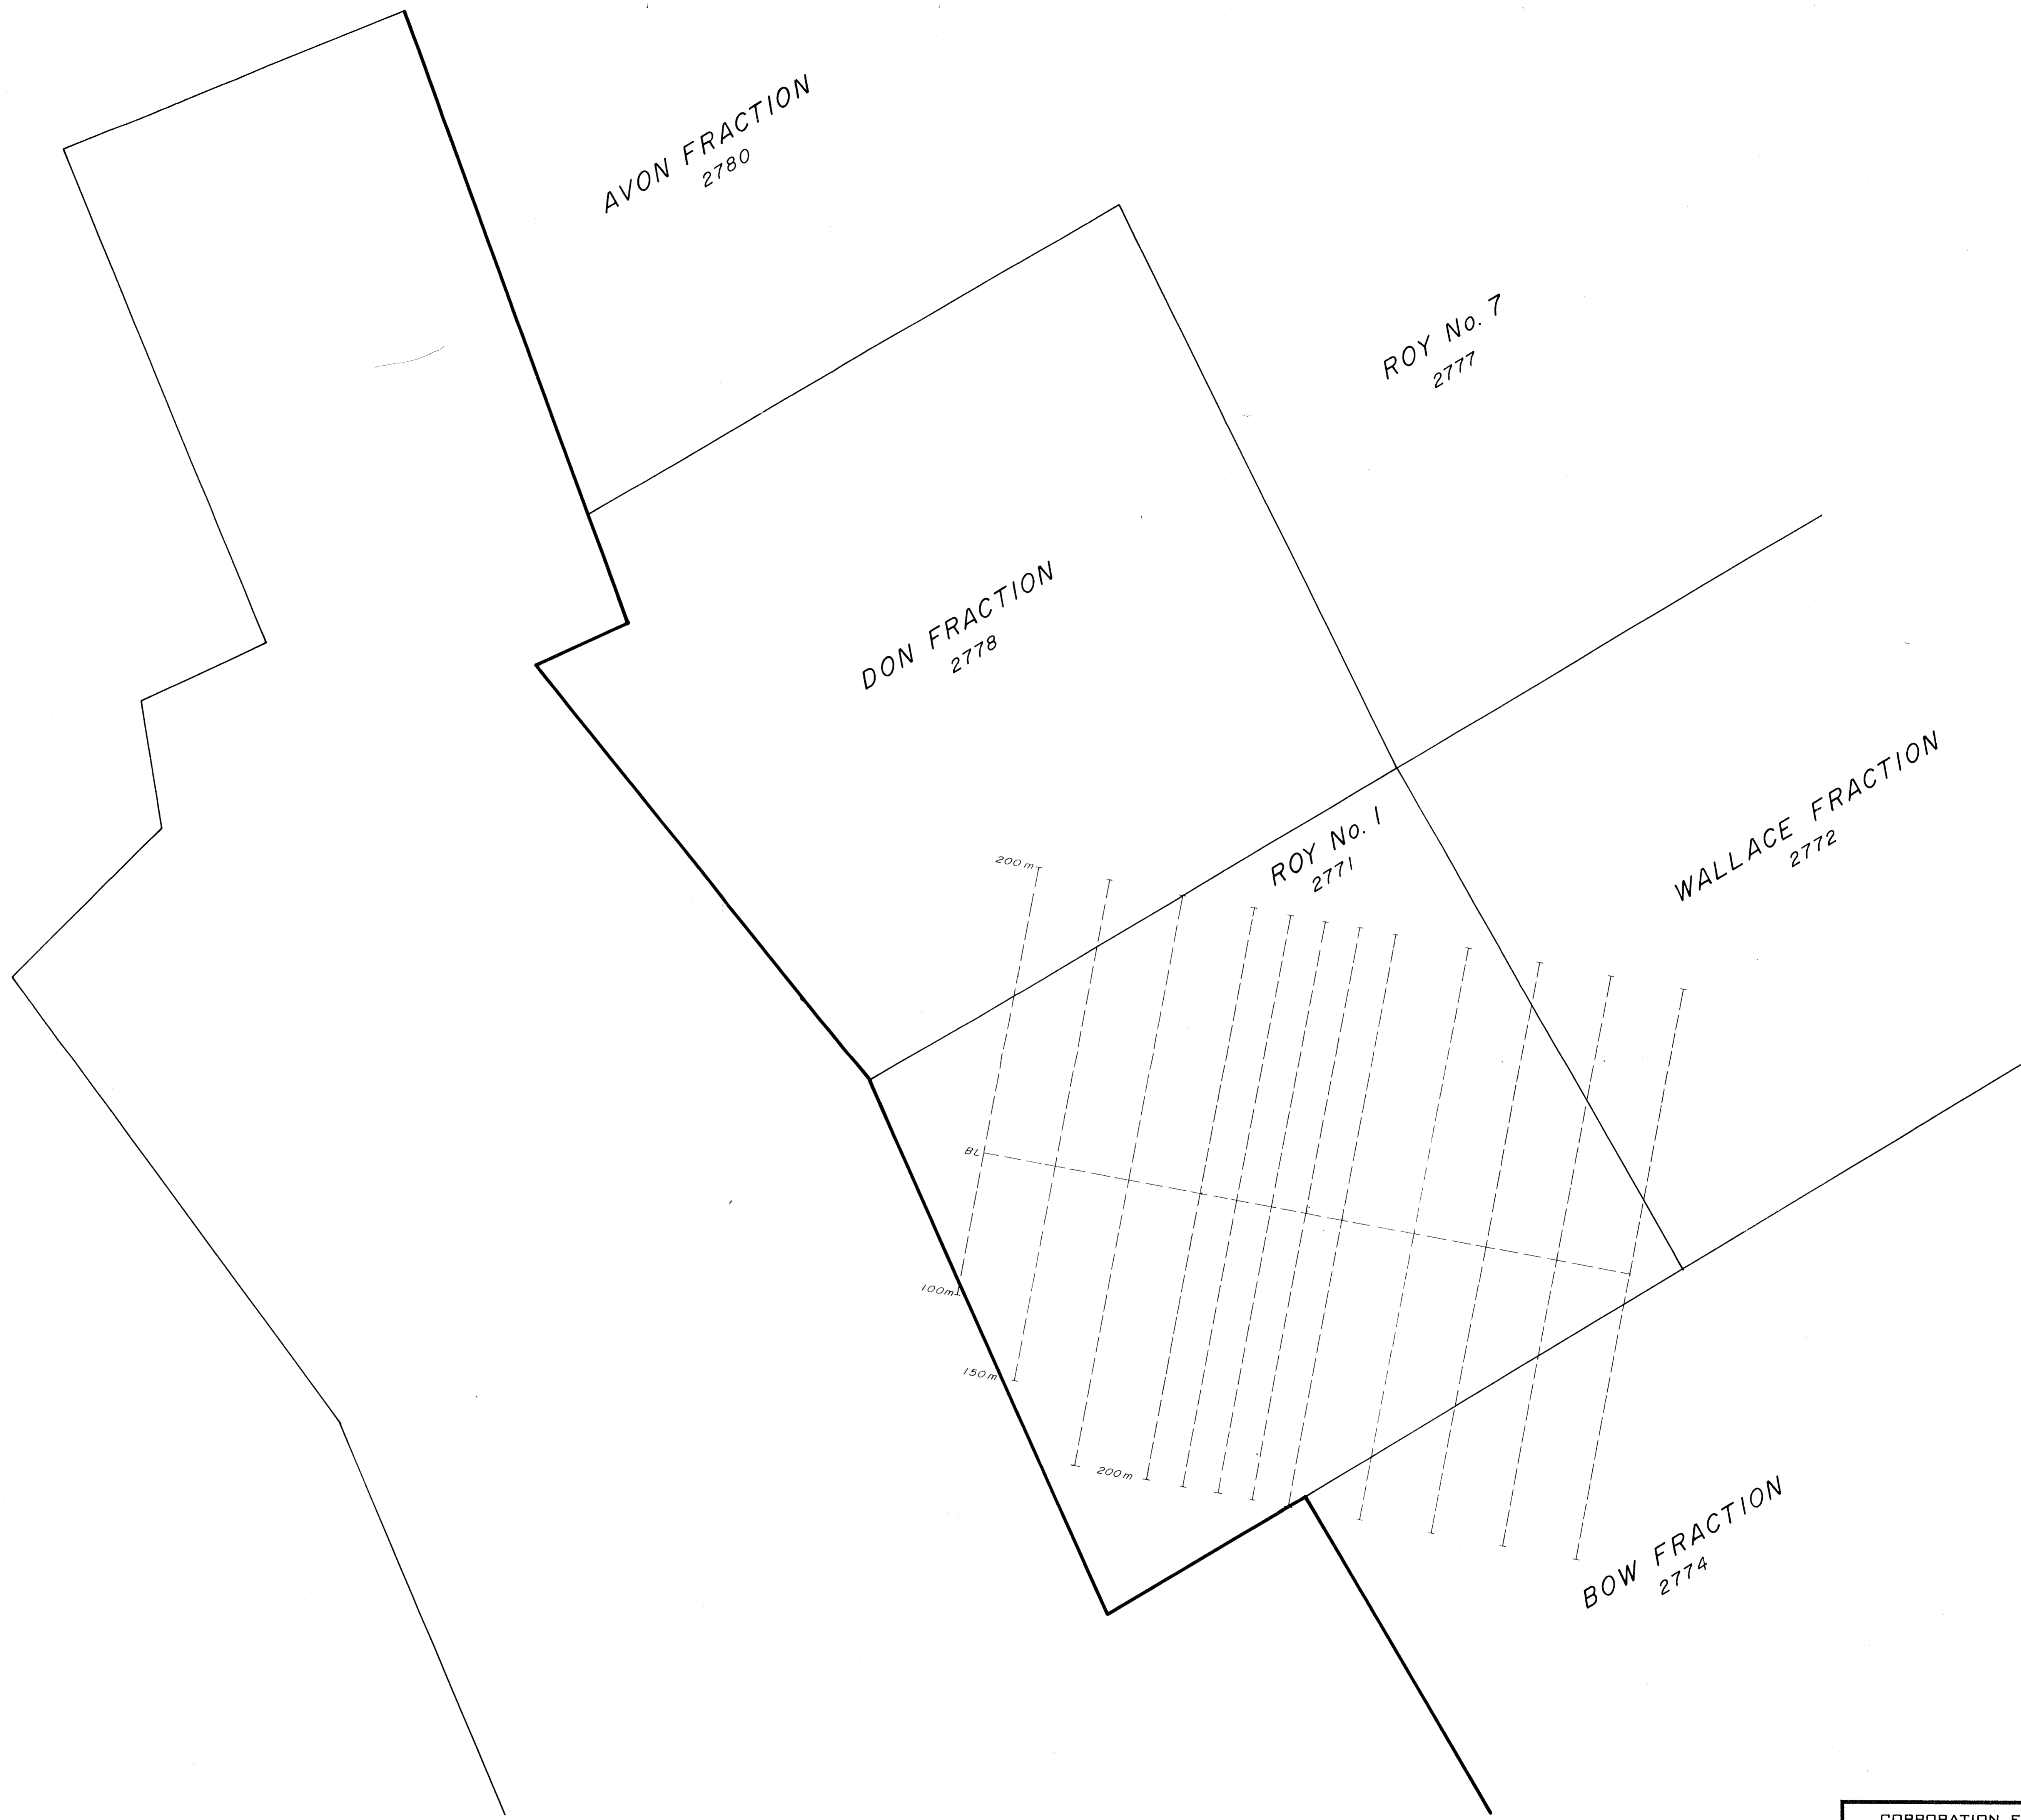 AVON FRACTION
2780
ROY No. 7
2777
DON FRACTION
2778
WALLACE FRACTION
2772
ROY No. 1
2771
200m
BL
100m
150m
200m
BOW FRACTION
2774
CORPORATION